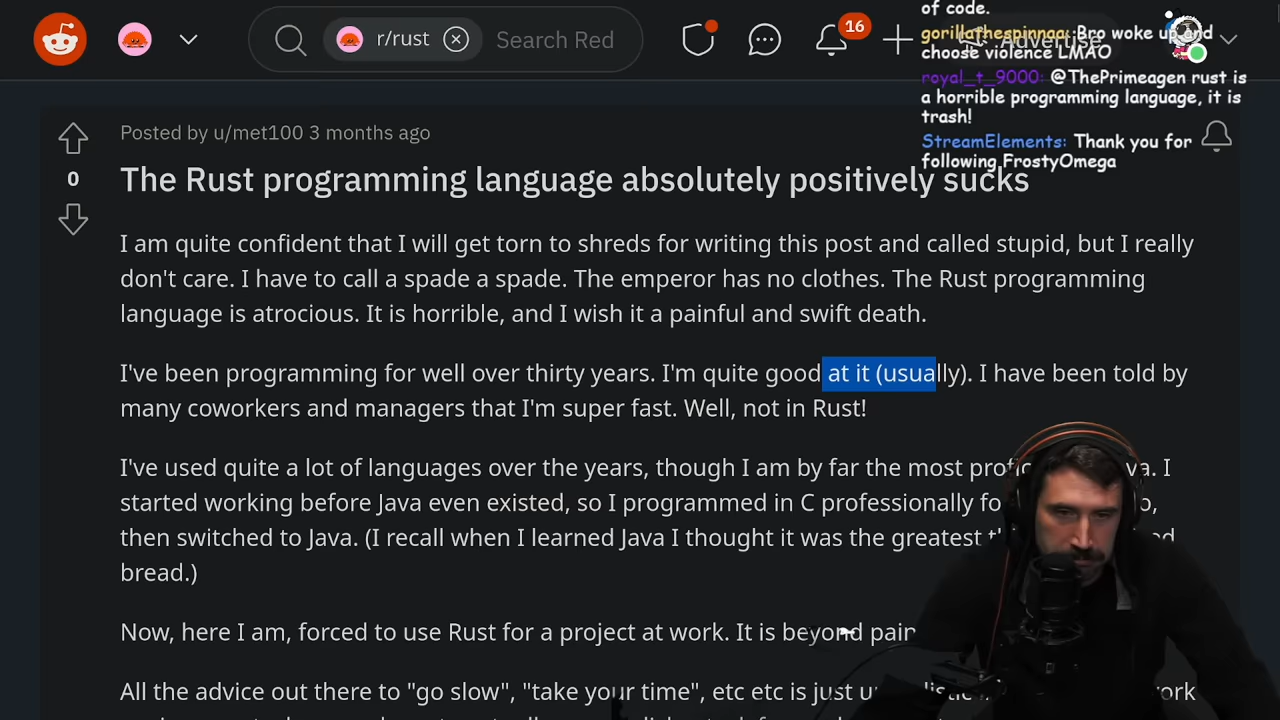 r/rust
Search Red
16
of code.
gorillathespinnaa: Bro woke up and
choose violence LMAO
royal_t_9000: @ThePrimeagen rust is
a horrible programming language, it is
trash!
StreamElements: Thank you for
following FrostyOmega
Posted by u/met100 3 months ago
0
The Rust programming language absolutely positively sucks
I am quite confident that I will get torn to shreds for writing this post and called stupid, but I really
don't care. I have to call a spade a spade. The emperor has no clothes. The Rust programming
language is atrocious. It is horrible, and I wish it a painful and swift death.
I've been programming for well over thirty years. I'm quite good at it (usually). I have been told by
many coworkers and managers that I'm super fast. Well, not in Rust!
I've used quite a lot of languages over the years, though I am by far the most I
started working before Java even existed, so I programmed in C professionally
then switched to Java. (I recall when I learned Java I thought it was the greatest
bread.)
Now, here I am, forced to use Rust for a project at work. It is beyond
All the advice out there to "go slow", "take your time", etc etc is just